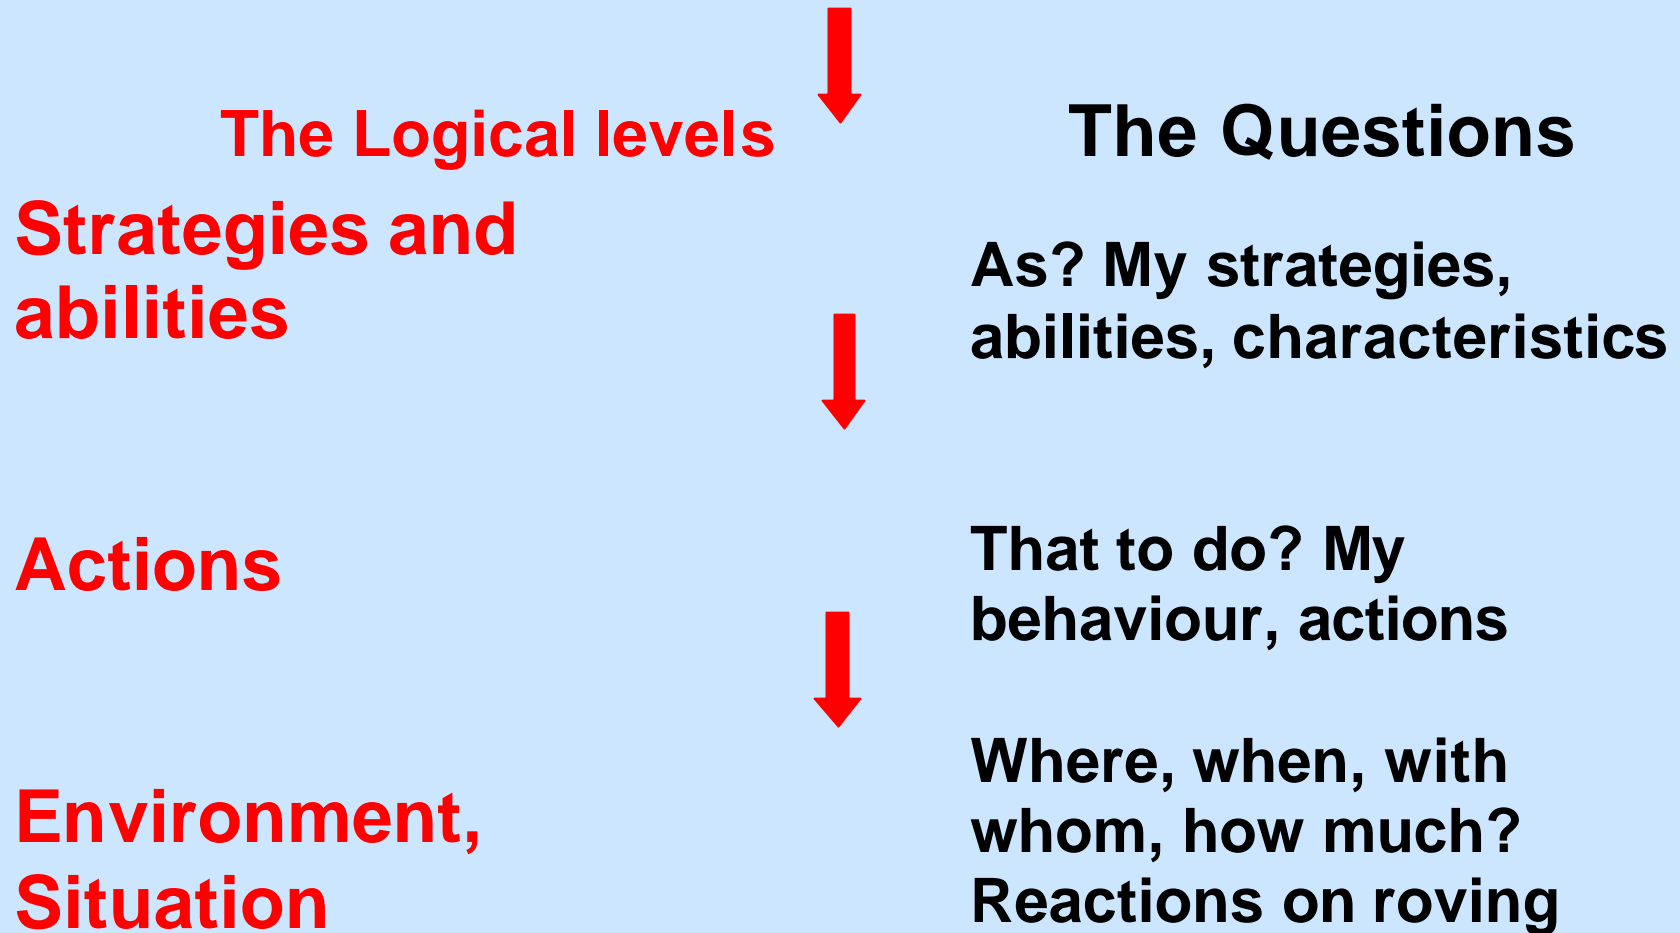 The Logical levels
The Questions
Strategies and
abilities
As? My strategies,
abilities, characteristics
Actions
That to do? My
behaviour, actions
Environment,
Situation
Where, when, with
whom, how much?
Reactions on roving